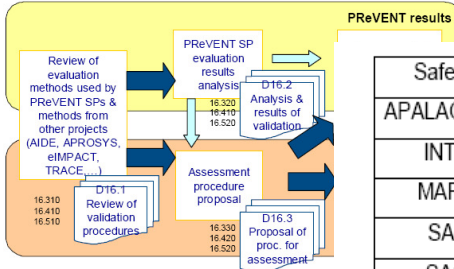 PReVENT results
Review of
evaluation
methods used by
PReVENT SPs &
methods from
other projects
(AIDE, APROSYS,
eIMPACT,
TRACE,...)
PReVENT SP
evaluation
results
analysis
16.320
16.410
16.520
D16.2
Analysis &
results of
validation
16.310
16.410
16.510
D16.1
Review of
validation
procedures
Assessment
procedure
proposal
16.330
16.420
16.520
D16.3
Proposal of
proc. for
assessment
Safe
APALAC
INT
MAF
SA